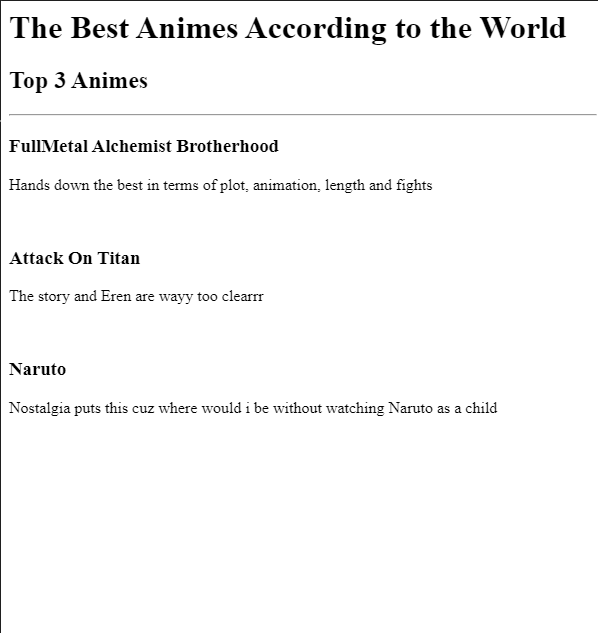 The Best Animes According to the World
Top 3 Animes
FullMetal Alchemist Brotherhood
Hands down the best in terms of plot, animation, length and fights
Attack On Titan
The story and Eren are wayy too clearrr
Naruto
Nostalgia puts this cuz where would i be without watching Naruto as a child